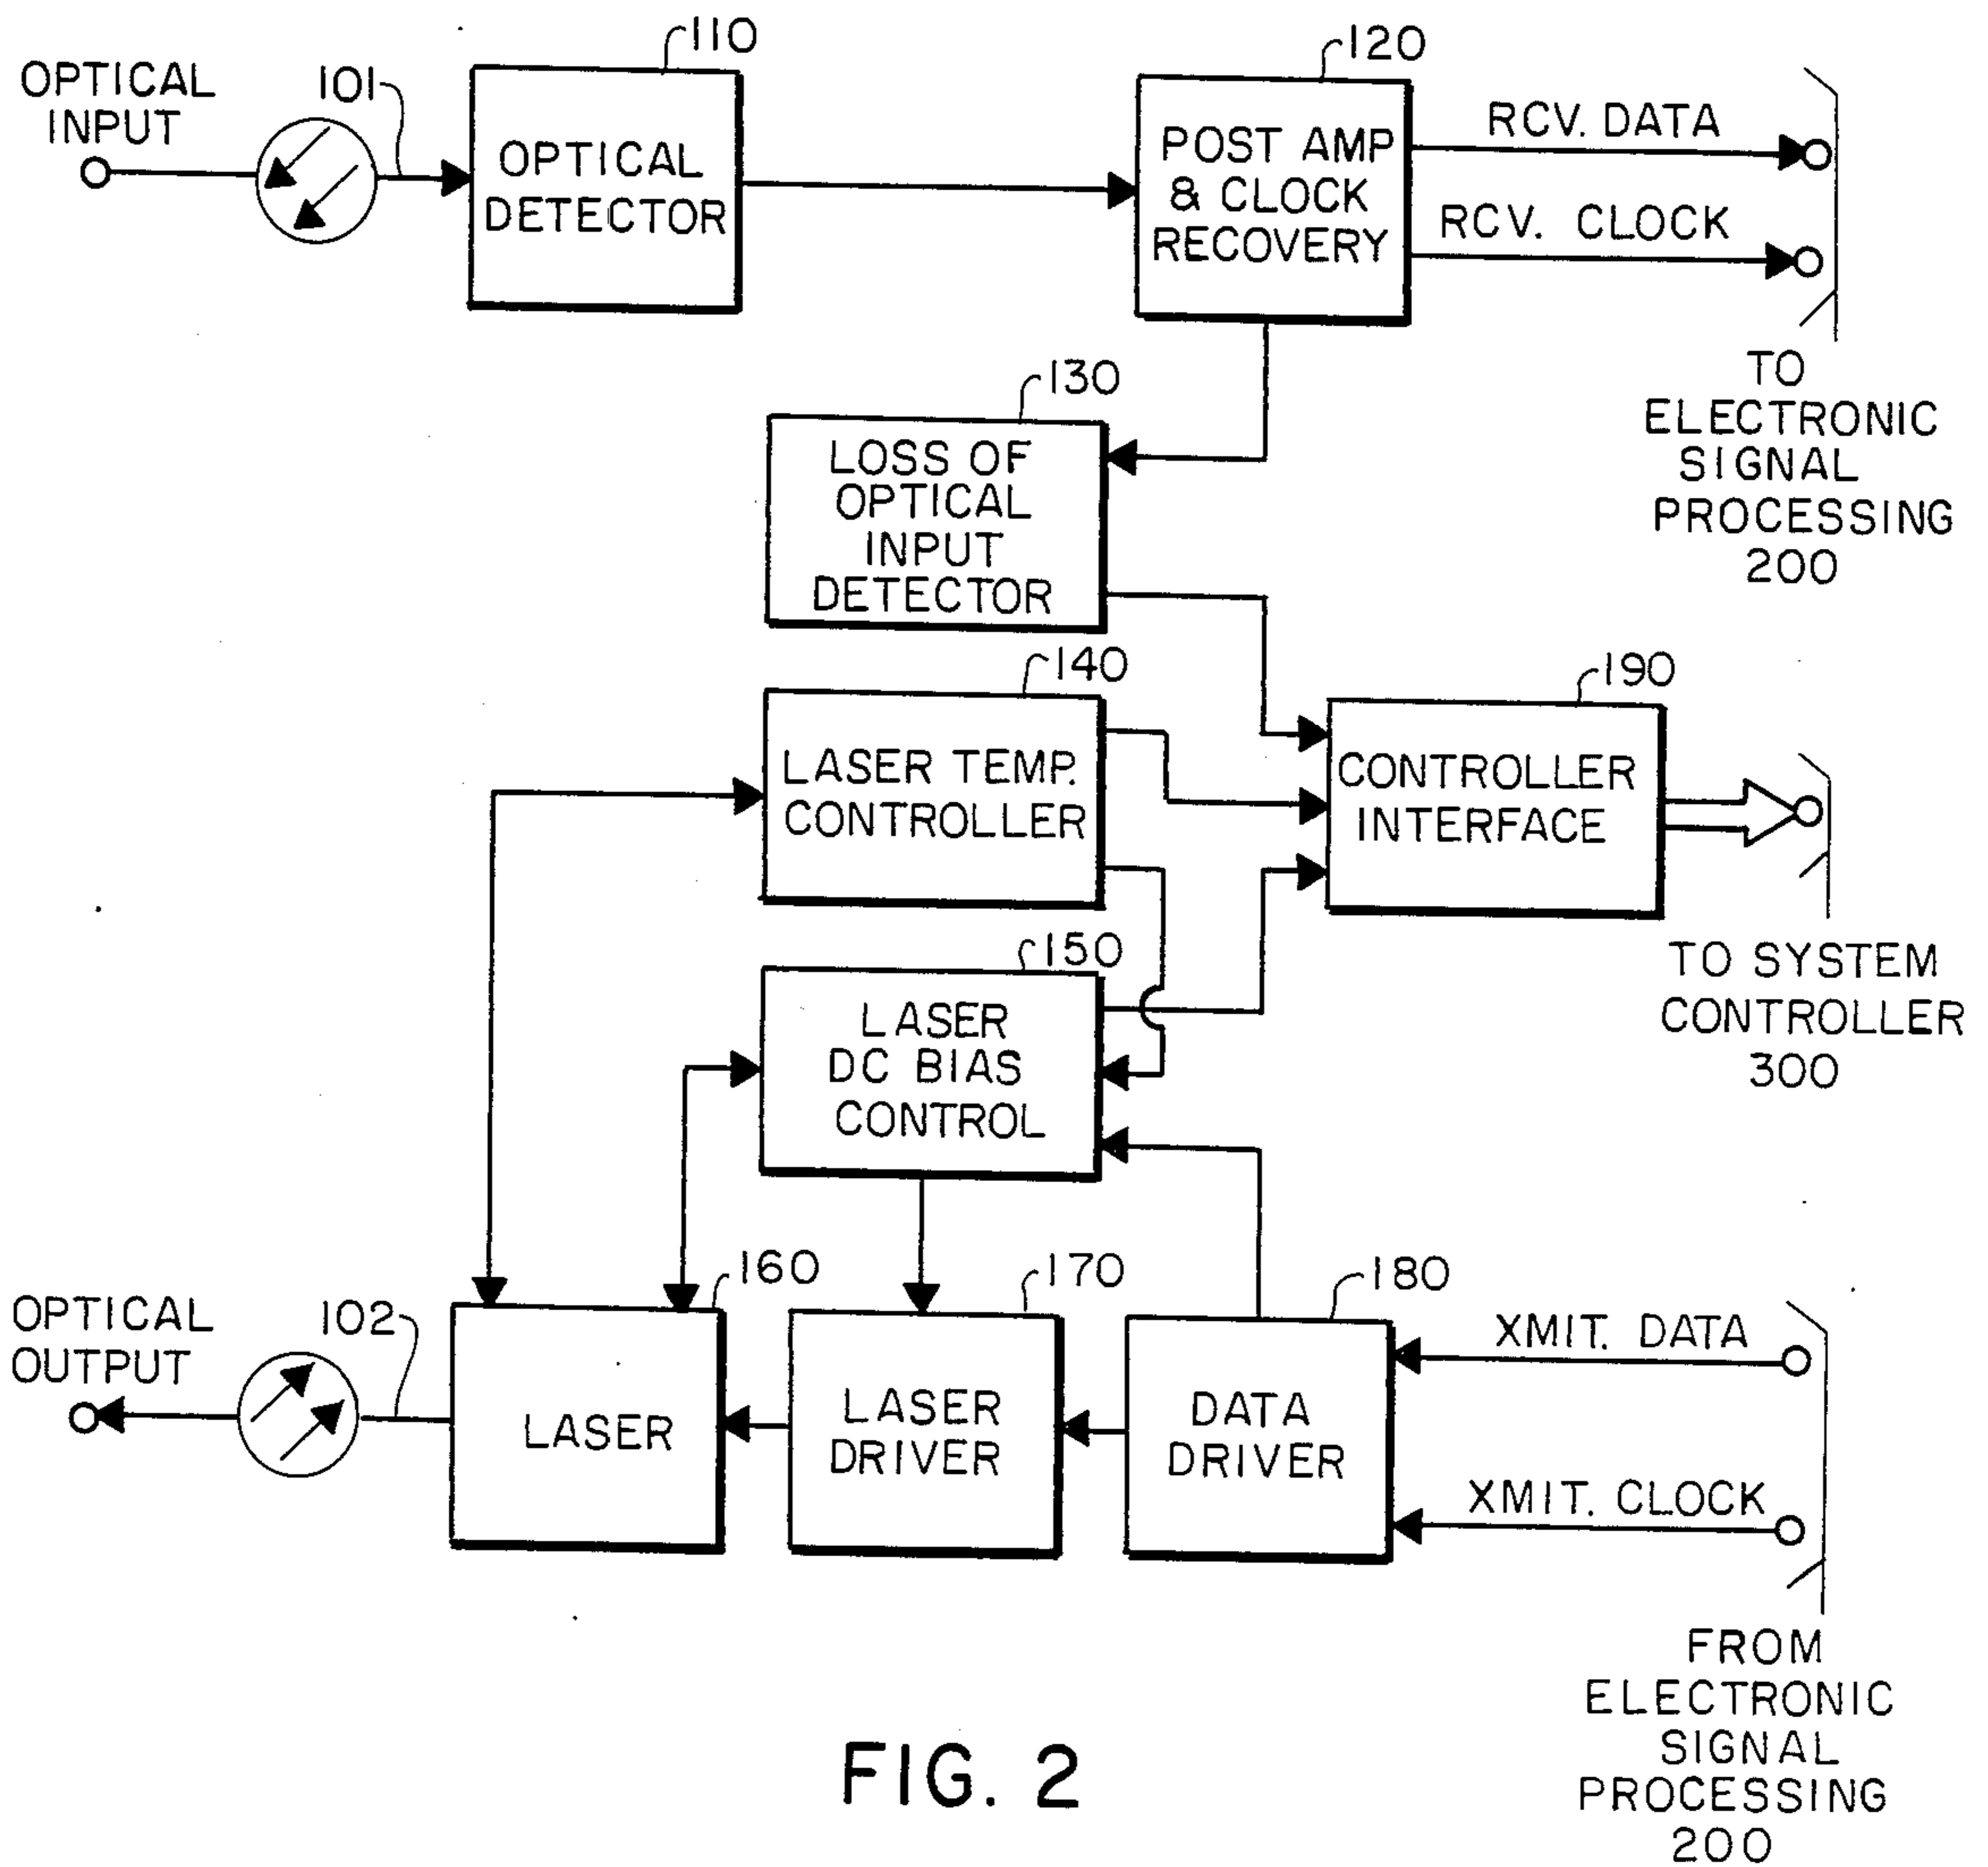 110
120
OPTICAL
INPUT
101
OPTICAL
DETECTOR
POST AMP
& CLOCK
RECOVERY
RCV. DATA
RCV. CLOCK
TO
ELECTRONIC
SIGNAL
PROCESSING
200
130
LOSS OF
OPTICAL
INPUT
DETECTOR
140
LASER TEMP.
CONTROLLER
190
CONTROLLER
INTERFACE
TO SYSTEM
CONTROLLER
300
150
LASER
DC BIAS
CONTROL
160
170
180
OPTICAL
OUTPUT
102
LASER
LASER
DRIVER
DATA
DRIVER
XMIT. DATA
XMIT. CLOCK
FROM
ELECTRONIC
SIGNAL
PROCESSING
200
FIG. 2